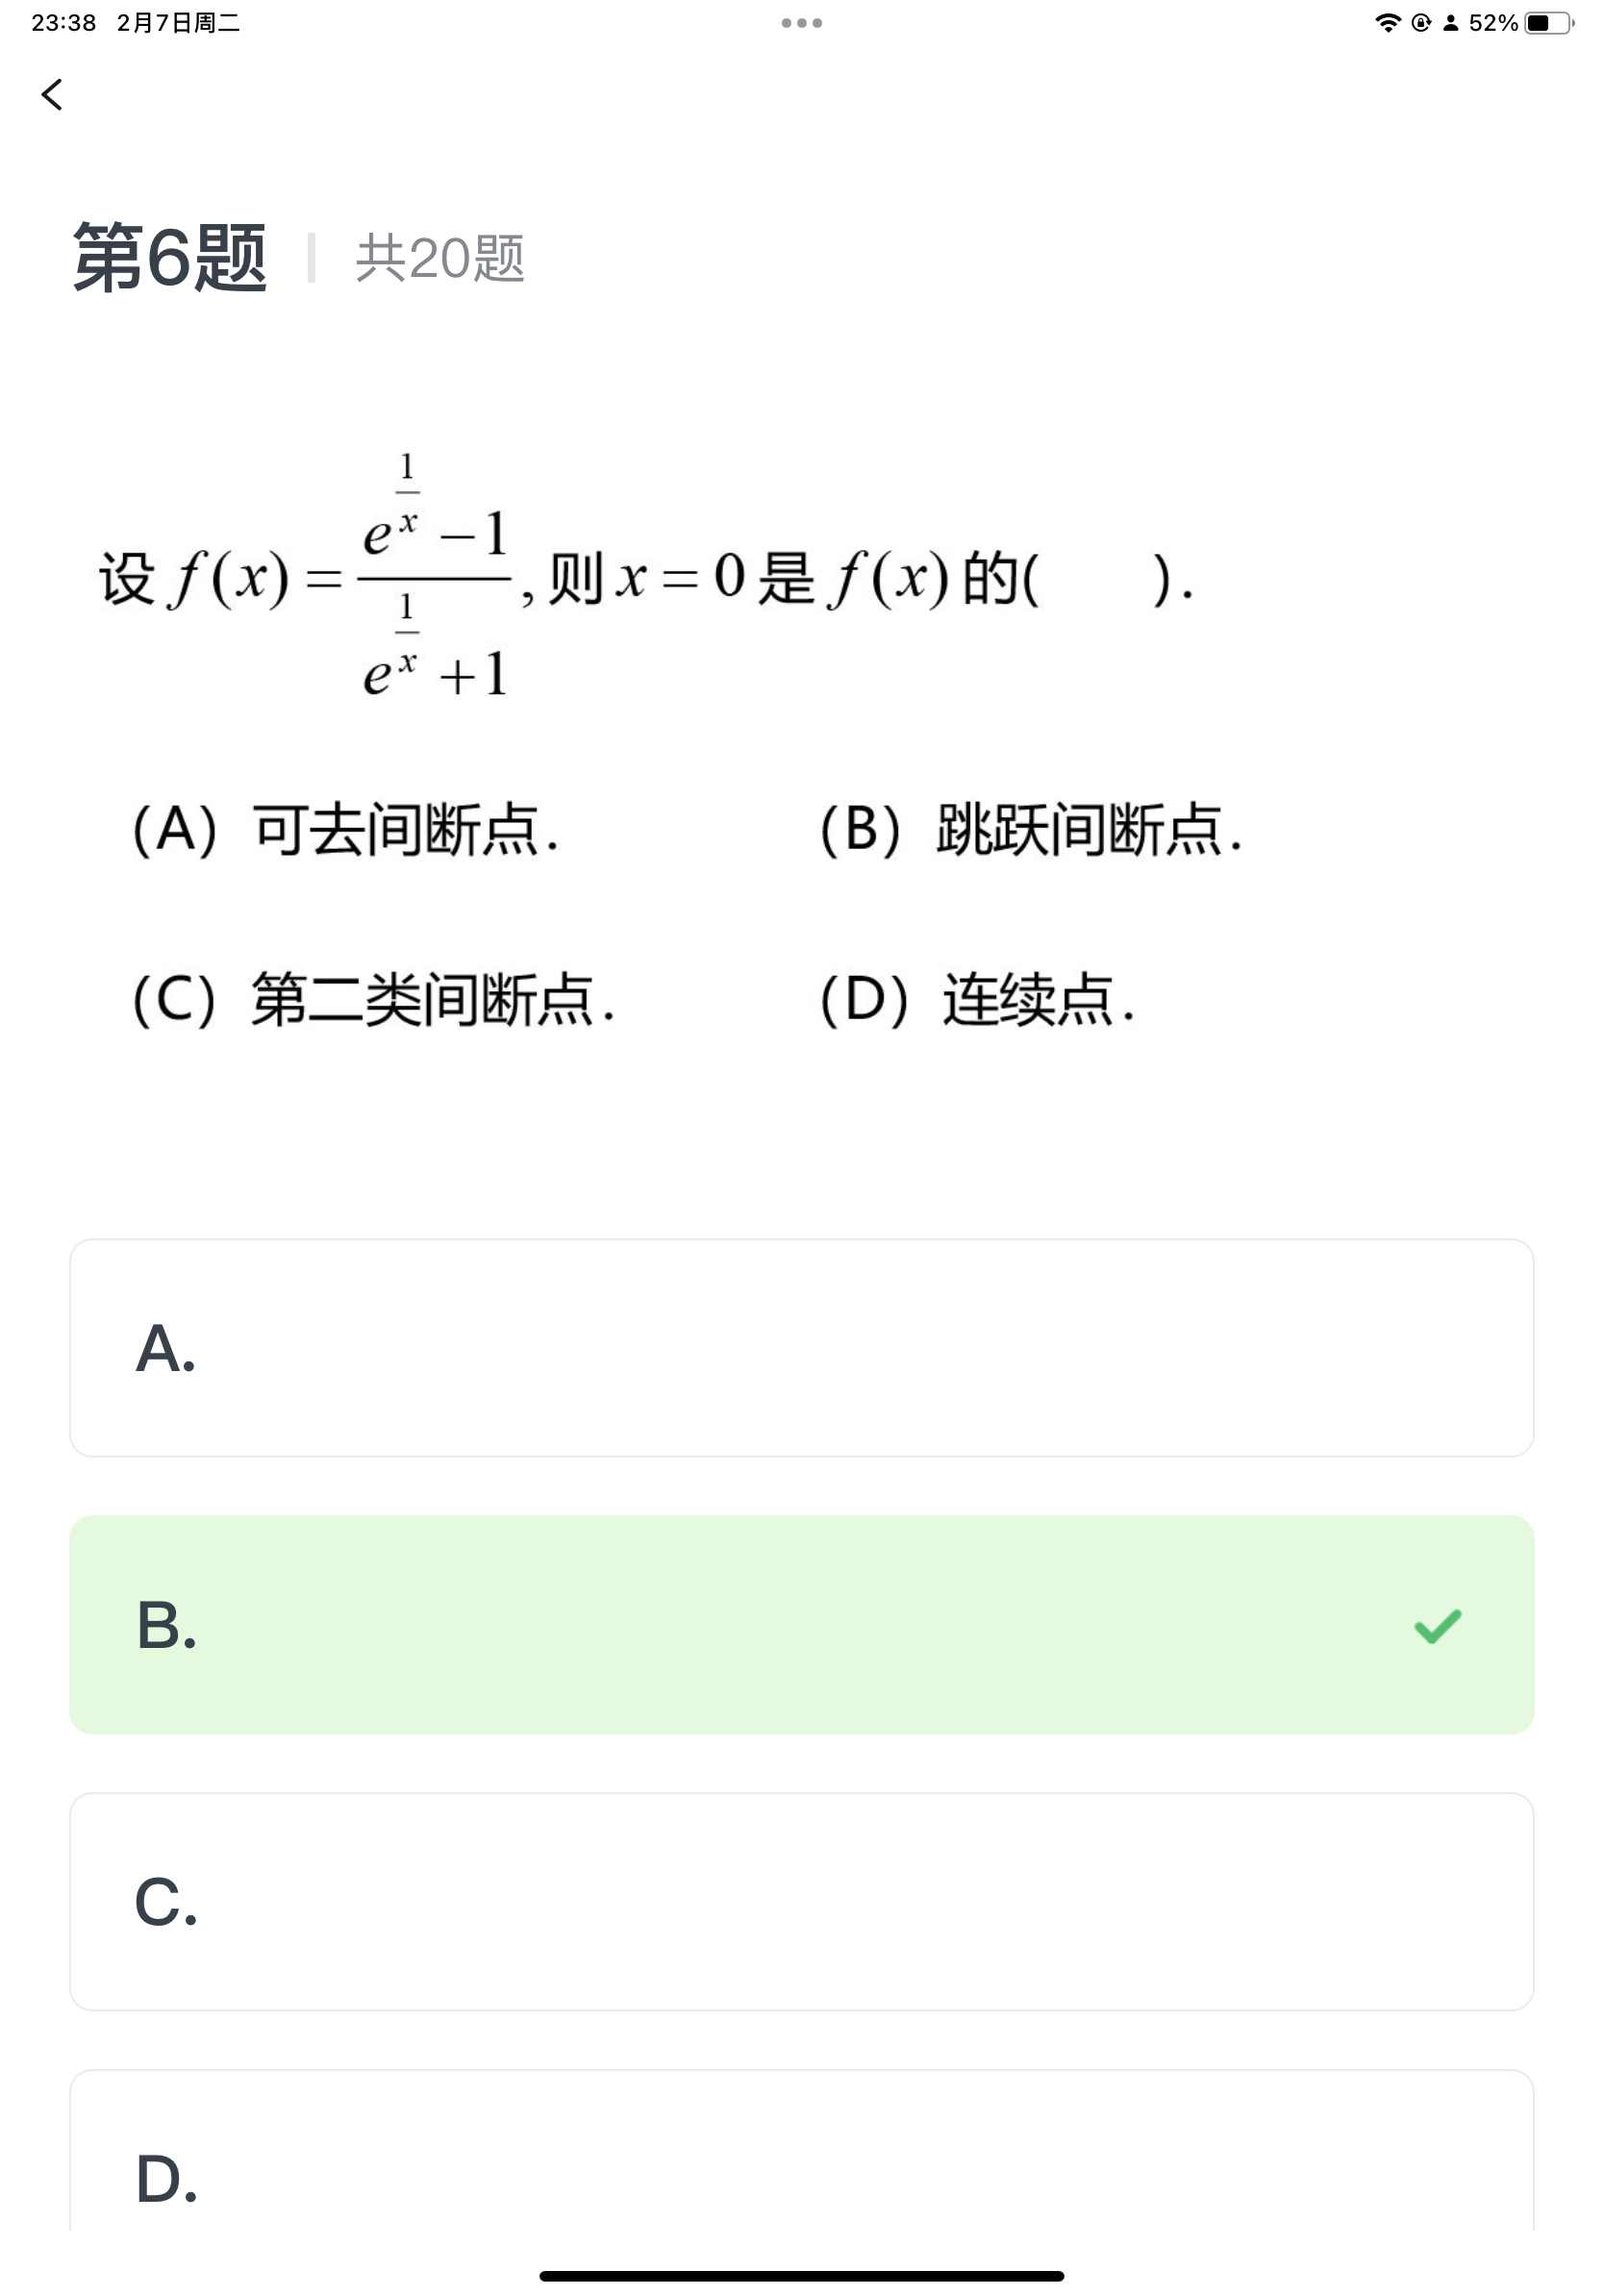 23:38 2月7日周二 52%
第6题 共20题
设 f(x) = \frac{e^{\frac{1}{x}}-1}{e^{\frac{1}{x}}+1}, 则 x = 0 是 f(x) 的( ).
(A) 可去间断点. (B) 跳跃间断点.
(C) 第二类间断点. (D) 连续点.
A.
B.
C.
D.